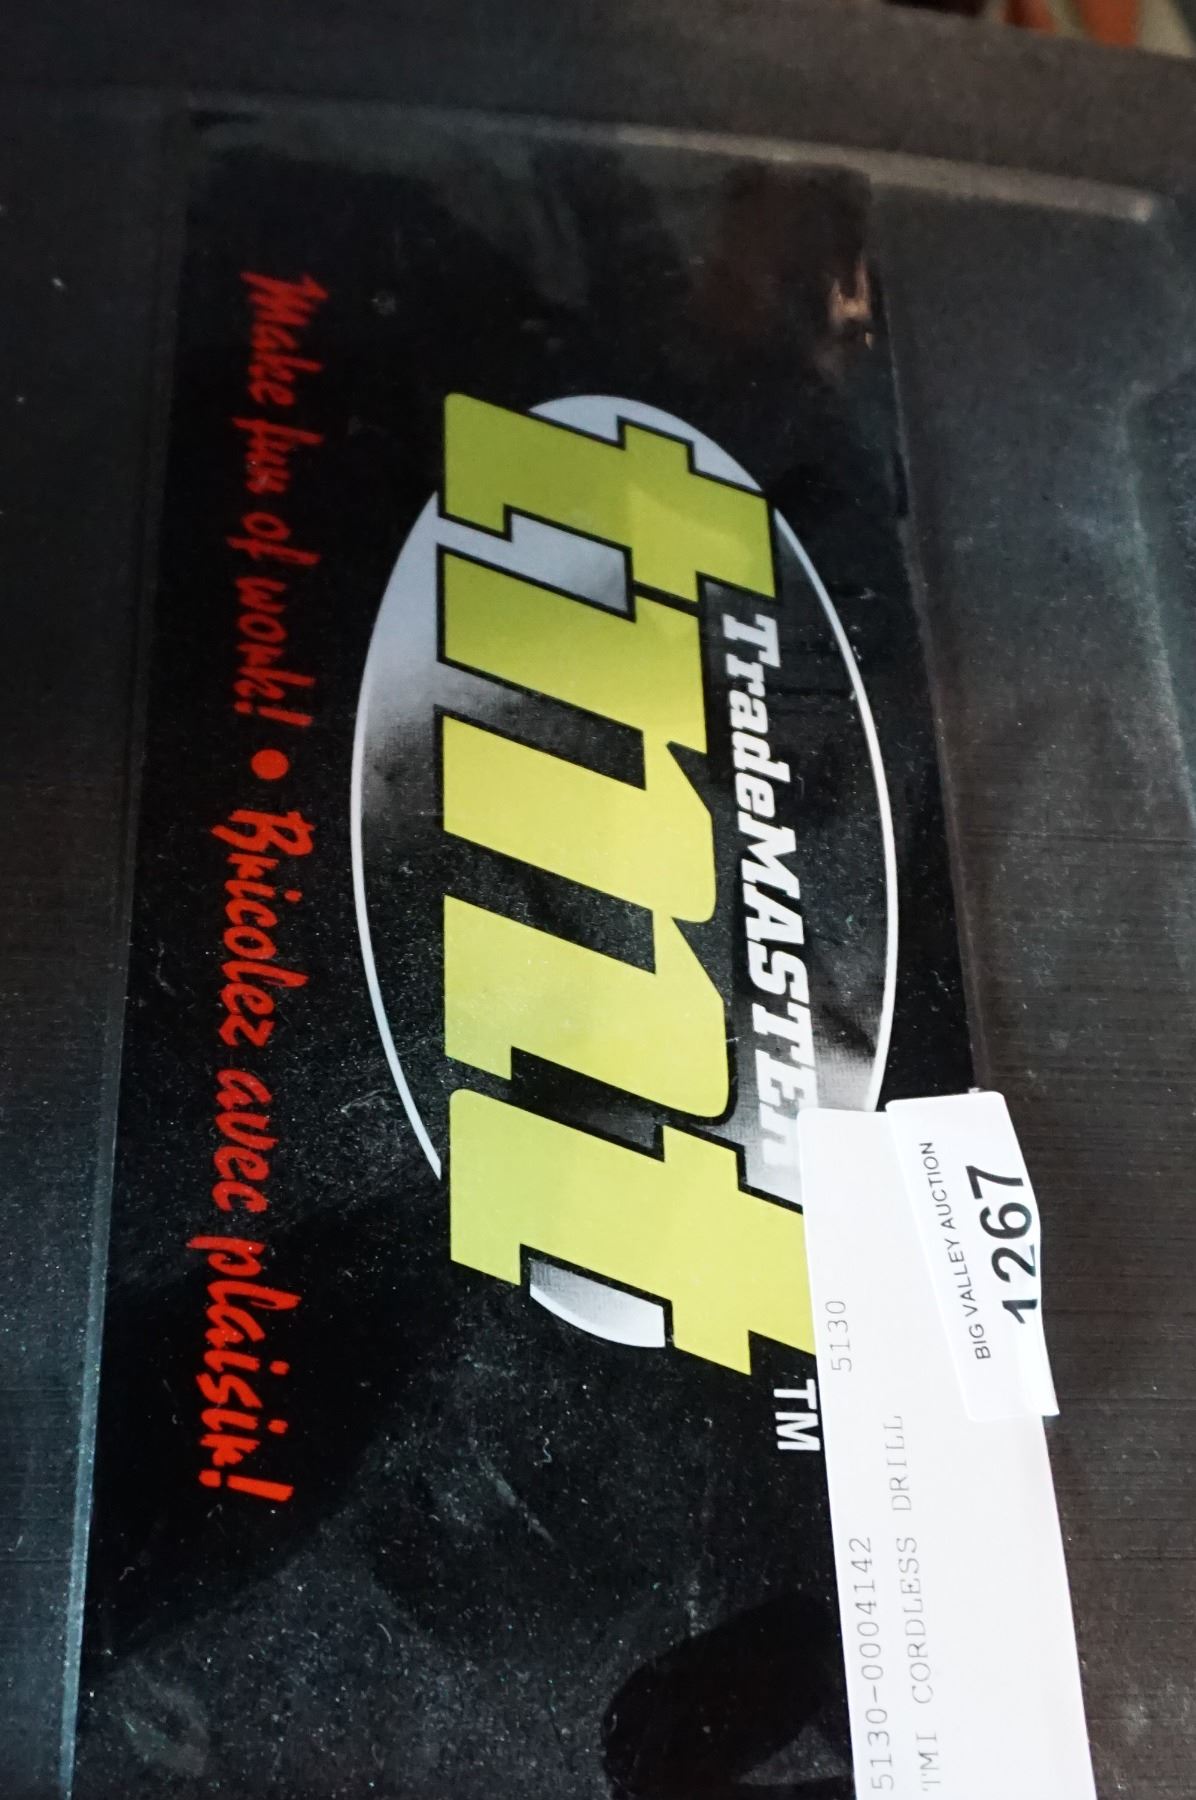 TradeMASTER
tmt
TM
Make fun of work! • Bricolez avec plaisir!
BIG VALLEY AUCTION
1267
5130
5130-0004142
TMI CORDLESS DRILL